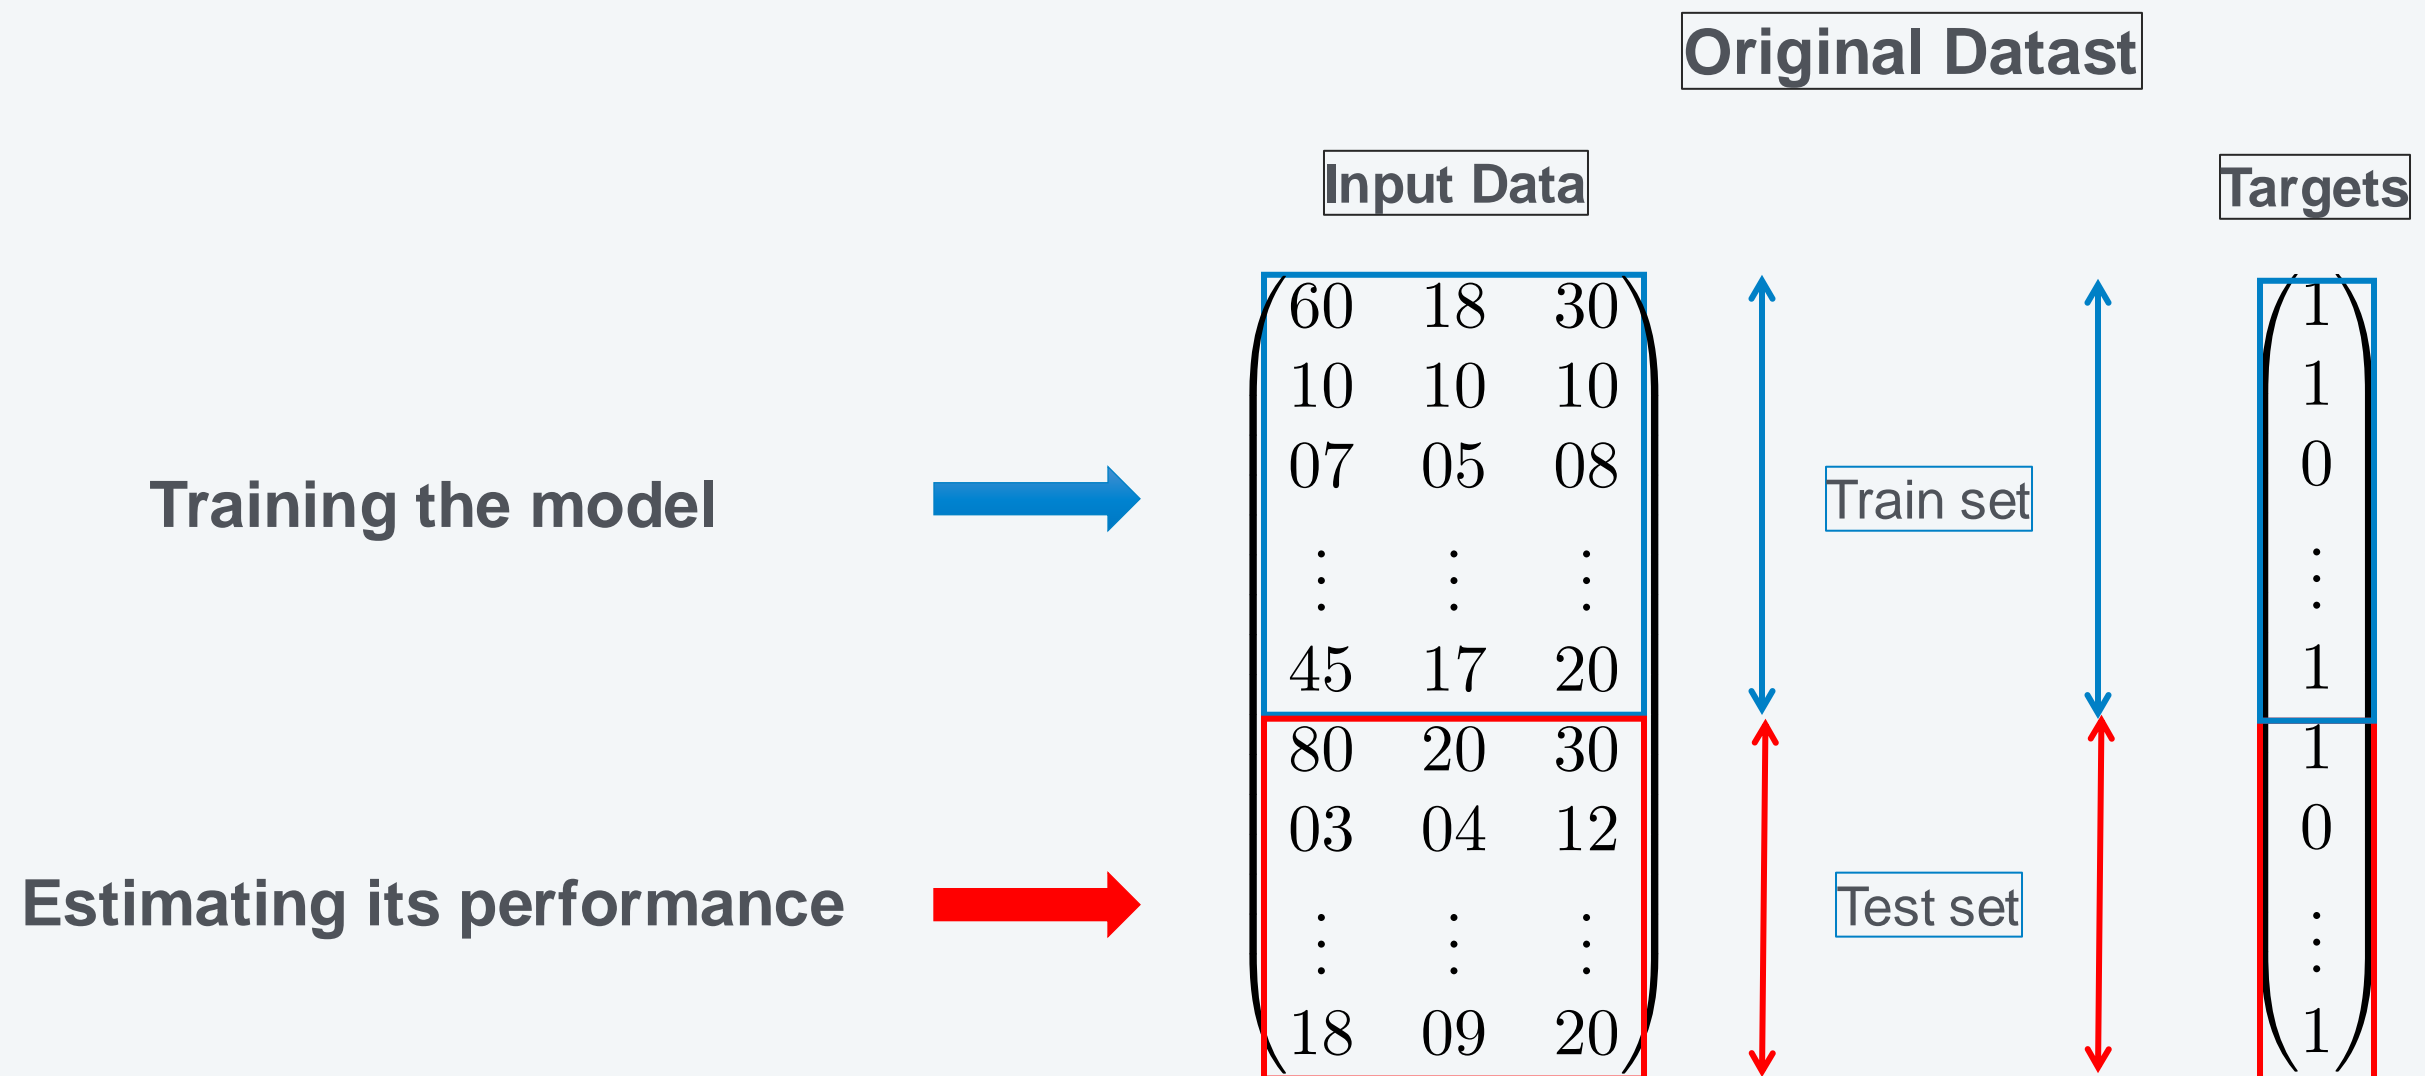 Original Datast
Input Data
Targets
60 18 30 1
10 10 10 1
07 05 08 0
Training the model
Train set
⋮ ⋮ ⋮ ⋮
45 17 20 1
80 20 30 1
03 04 12 0
Estimating its performance
Test set
⋮ ⋮ ⋮ ⋮
18 09 20 1